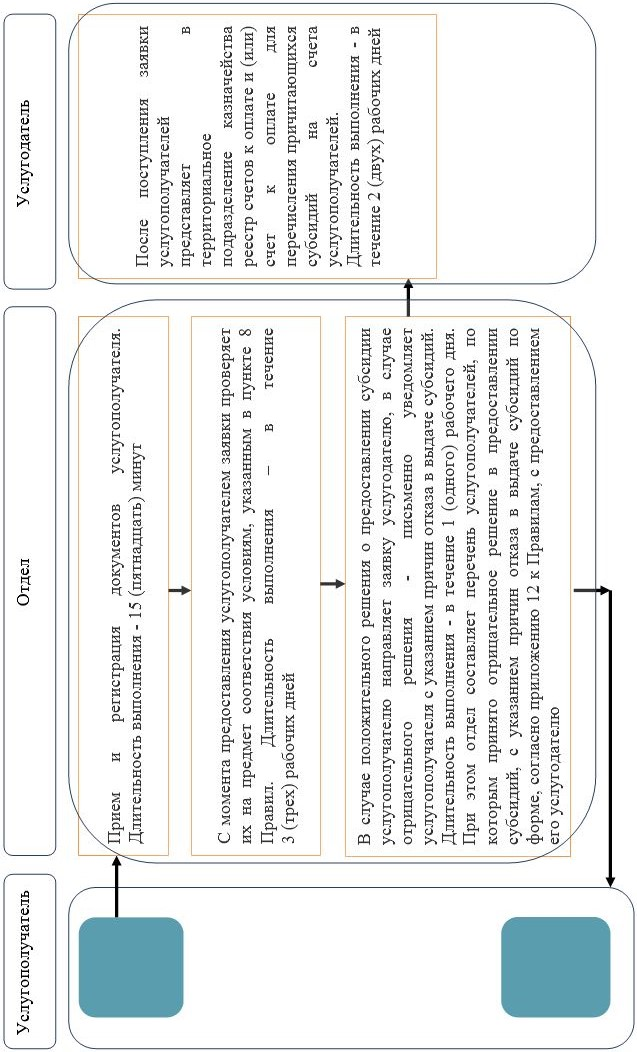 Услугополучатель
Отдел
Услугодатель
Прием и регистрация документов услугополучателя.
Длительность выполнения - 15 (пятнадцать) минут
С момента предоставления услугополучателем заявки проверяет
их на предмет соответствия условиям, указанным в пункте 8
Правил. Длительность выполнения – в течение
3 (трех) рабочих дней
В случае положительного решения о предоставлении субсидии
услугополучателю направляет заявку услугодателю, в случае
отрицательного решения - письменно уведомляет
услугополучателя с указанием причин отказа в выдаче субсидий.
Длительность выполнения - в течение 1 (одного) рабочего дня.
При этом отдел составляет перечень услугополучателей, по
которым принято отрицательное решение в предоставлении
субсидий, с указанием причин отказа в выдаче субсидий по
форме, согласно приложению 12 к Правилам, с предоставлением
его услугодателю
После поступления заявки
услугополучателей в
представляет
территориальное
подразделение казначейства
реестр счетов к оплате и (или)
счет к оплате для
перечисления причитающихся
субсидий на счета
услугополучателей.
Длительность выполнения - в
течение 2 (двух) рабочих дней